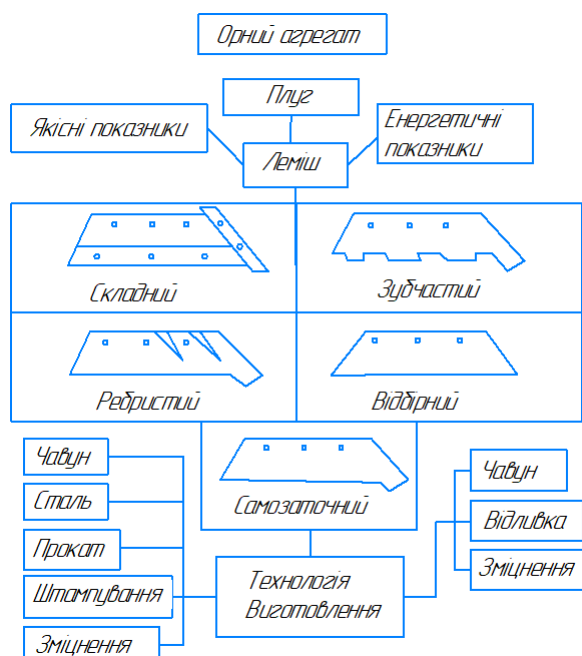 Орний агрегат
Плуг
Якісні показники
Енергетичні
показники
Леміш
Складний
Зубчастий
Ребристий
Відбірний
Самозаточний
Чавун
Сталь
Прокат
Штампування
Зміцнення
Технологія
Виготовлення
Чавун
Відливка
Зміцнення